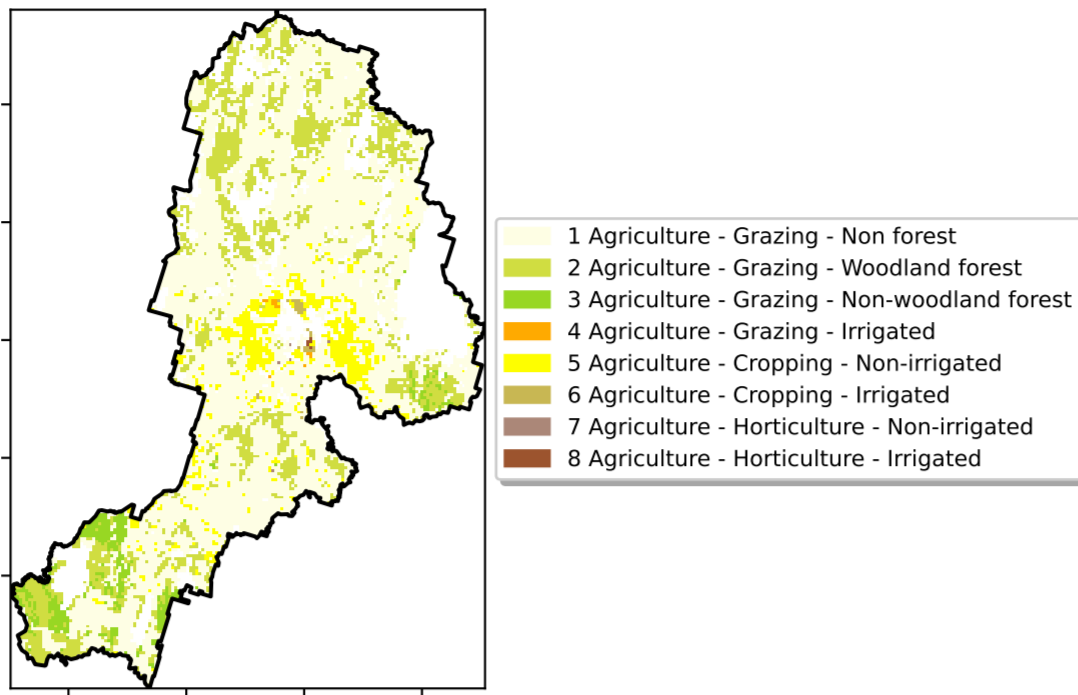 1 Agriculture - Grazing - Non forest
2 Agriculture - Grazing - Woodland forest
3 Agriculture - Grazing - Non-woodland forest
4 Agriculture - Grazing - Irrigated
5 Agriculture - Cropping - Non-irrigated
6 Agriculture - Cropping - Irrigated
7 Agriculture - Horticulture - Non-irrigated
8 Agriculture - Horticulture - Irrigated